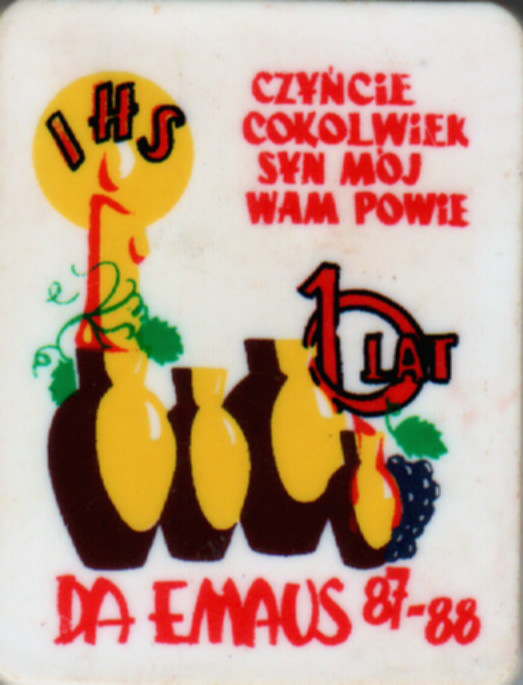 IHS
CZYŃCiE
COKOLWiEK
SYN MÓJ
WAM POWiE
10 LAT
DA EMAUS 87-88